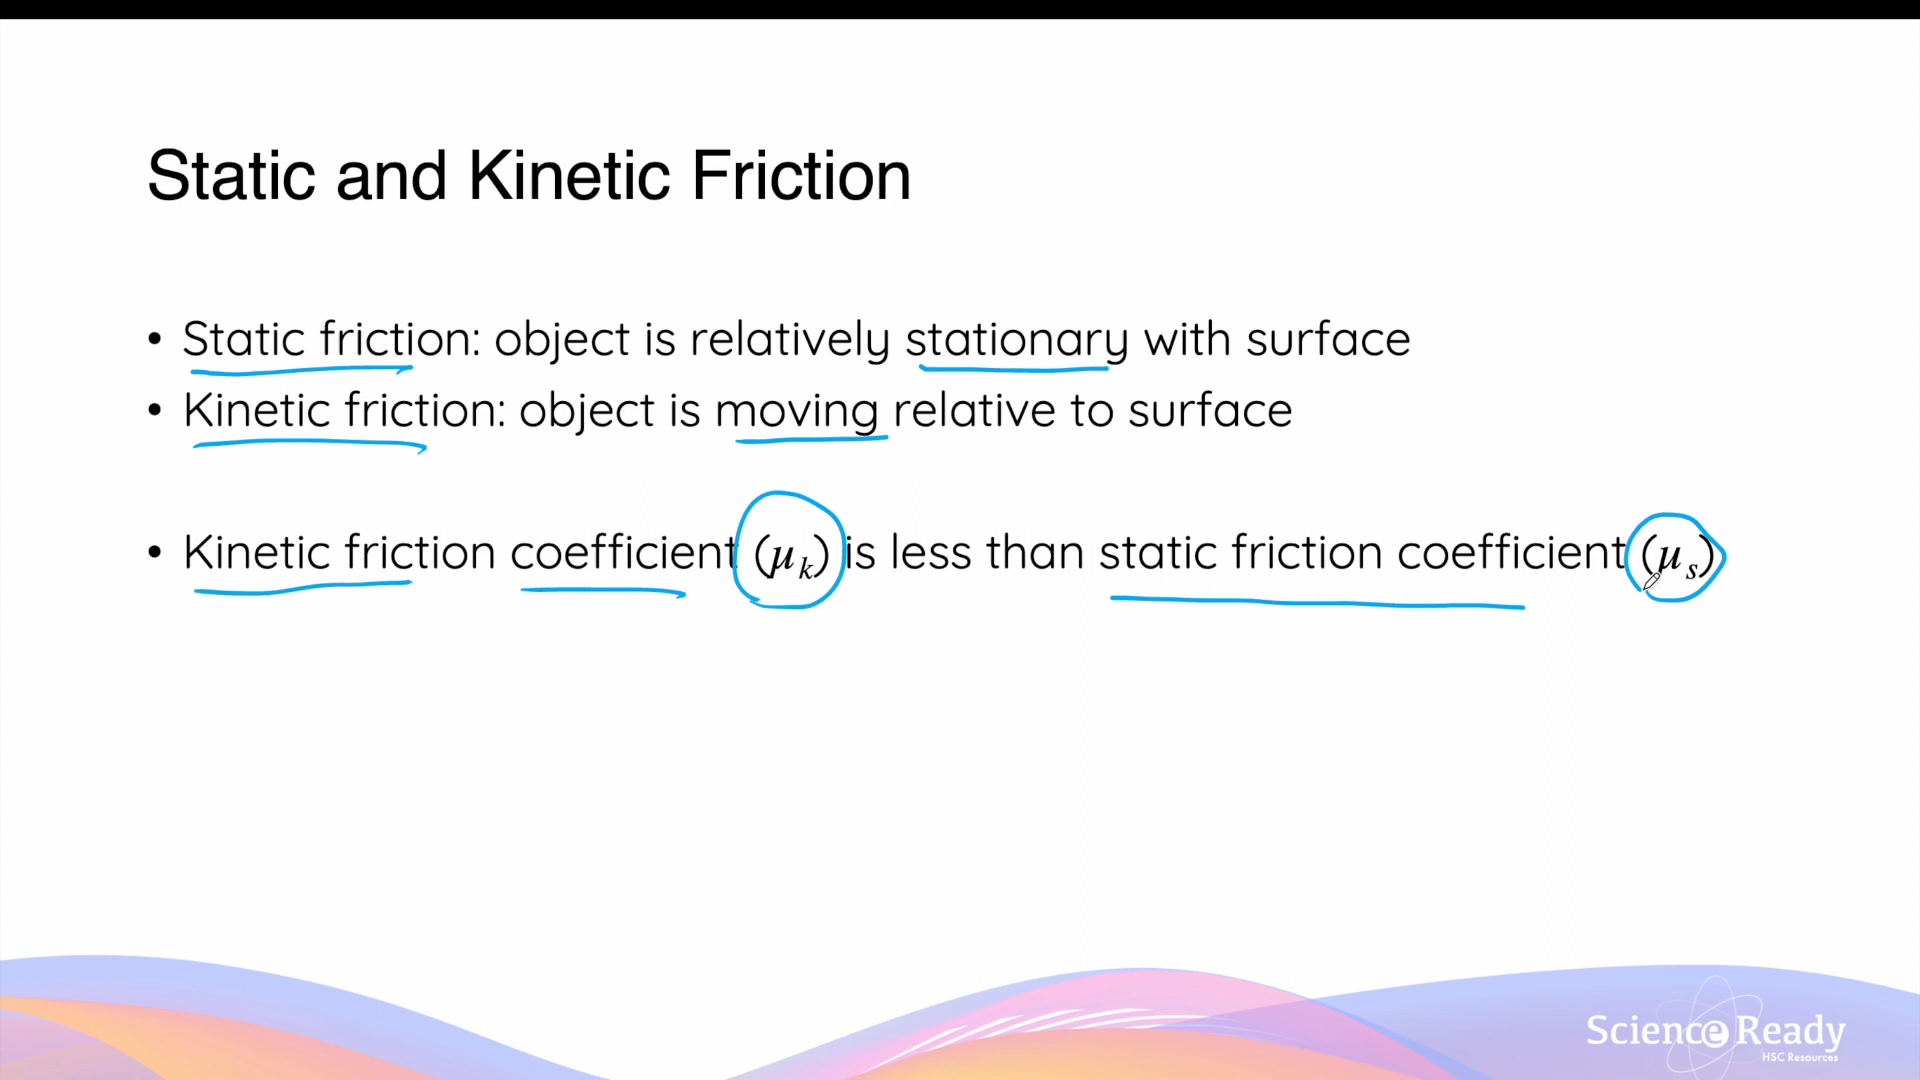 Static and Kinetic Friction
• Static friction: object is relatively stationary with surface
• Kinetic friction: object is moving relative to surface
• Kinetic friction coefficient (μₖ) is less than static friction coefficient (μₛ)
Science Ready
HSC Resources